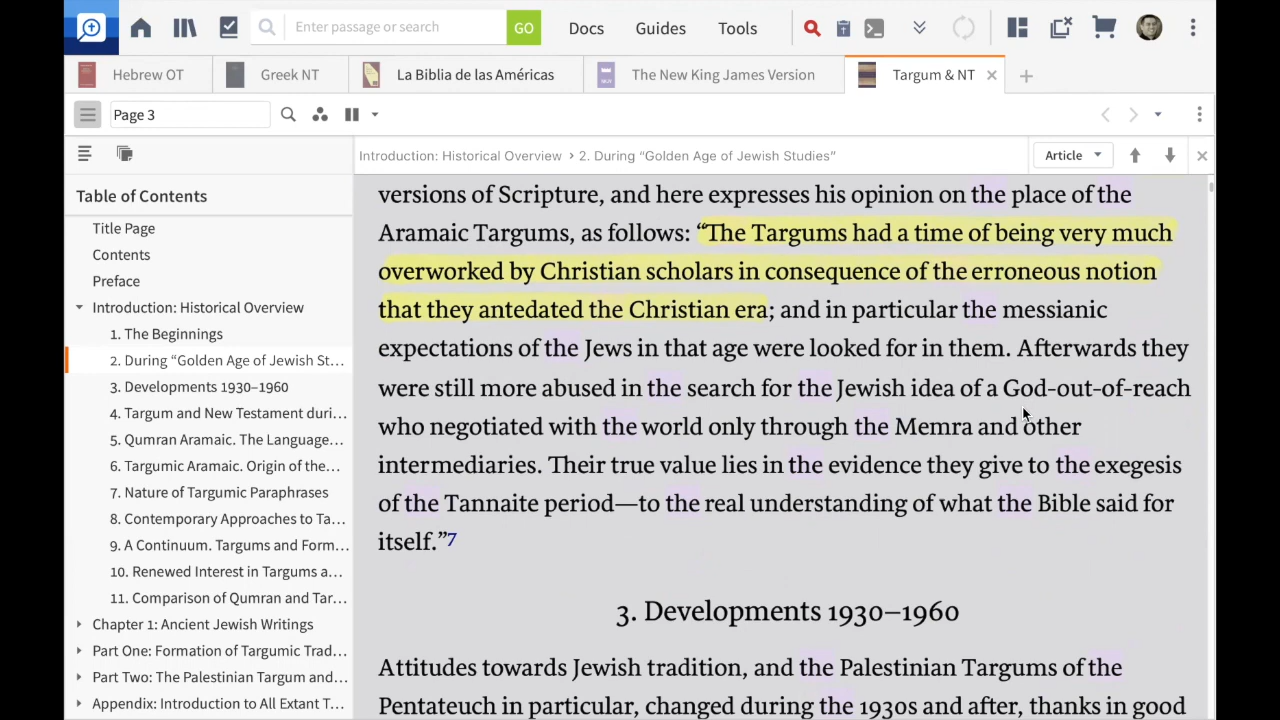 Enter passage or search
GO
Docs
Guides
Tools
Hebrew OT
Greek NT
La Biblia de las Américas
The New King James Version
Targum & NT
Page 3
Introduction: Historical Overview › 2. During “Golden Age of Jewish Studies”
Article
Table of Contents
Title Page
Contents
Preface
Introduction: Historical Overview
1. The Beginnings
2. During “Golden Age of Jewish St...
3. Developments 1930–1960
4. Targum and New Testament duri...
5. Qumran Aramaic. The Language...
6. Targumic Aramaic. Origin of the...
7. Nature of Targumic Paraphrases
8. Contemporary Approaches to Ta...
9. A Continuum. Targums and Form...
10. Renewed Interest in Targums a...
11. Comparison of Qumran and Tar...
Chapter 1: Ancient Jewish Writings
Part One: Formation of Targumic Trad...
Part Two: The Palestinian Targum and...
Appendix: Introduction to All Extant T...
versions of Scripture, and here expresses his opinion on the place of the
Aramaic Targums, as follows: “The Targums had a time of being very much
overworked by Christian scholars in consequence of the erroneous notion
that they antedated the Christian era; and in particular the messianic
expectations of the Jews in that age were looked for in them. Afterwards they
were still more abused in the search for the Jewish idea of a God-out-of-reach
who negotiated with the world only through the Memra and other
intermediaries. Their true value lies in the evidence they give to the exegesis
of the Tannaite period—to the real understanding of what the Bible said for
itself.”7
3. Developments 1930–1960
Attitudes towards Jewish tradition, and the Palestinian Targums of the
Pentateuch in particular, changed during the 1930s and after, thanks in good